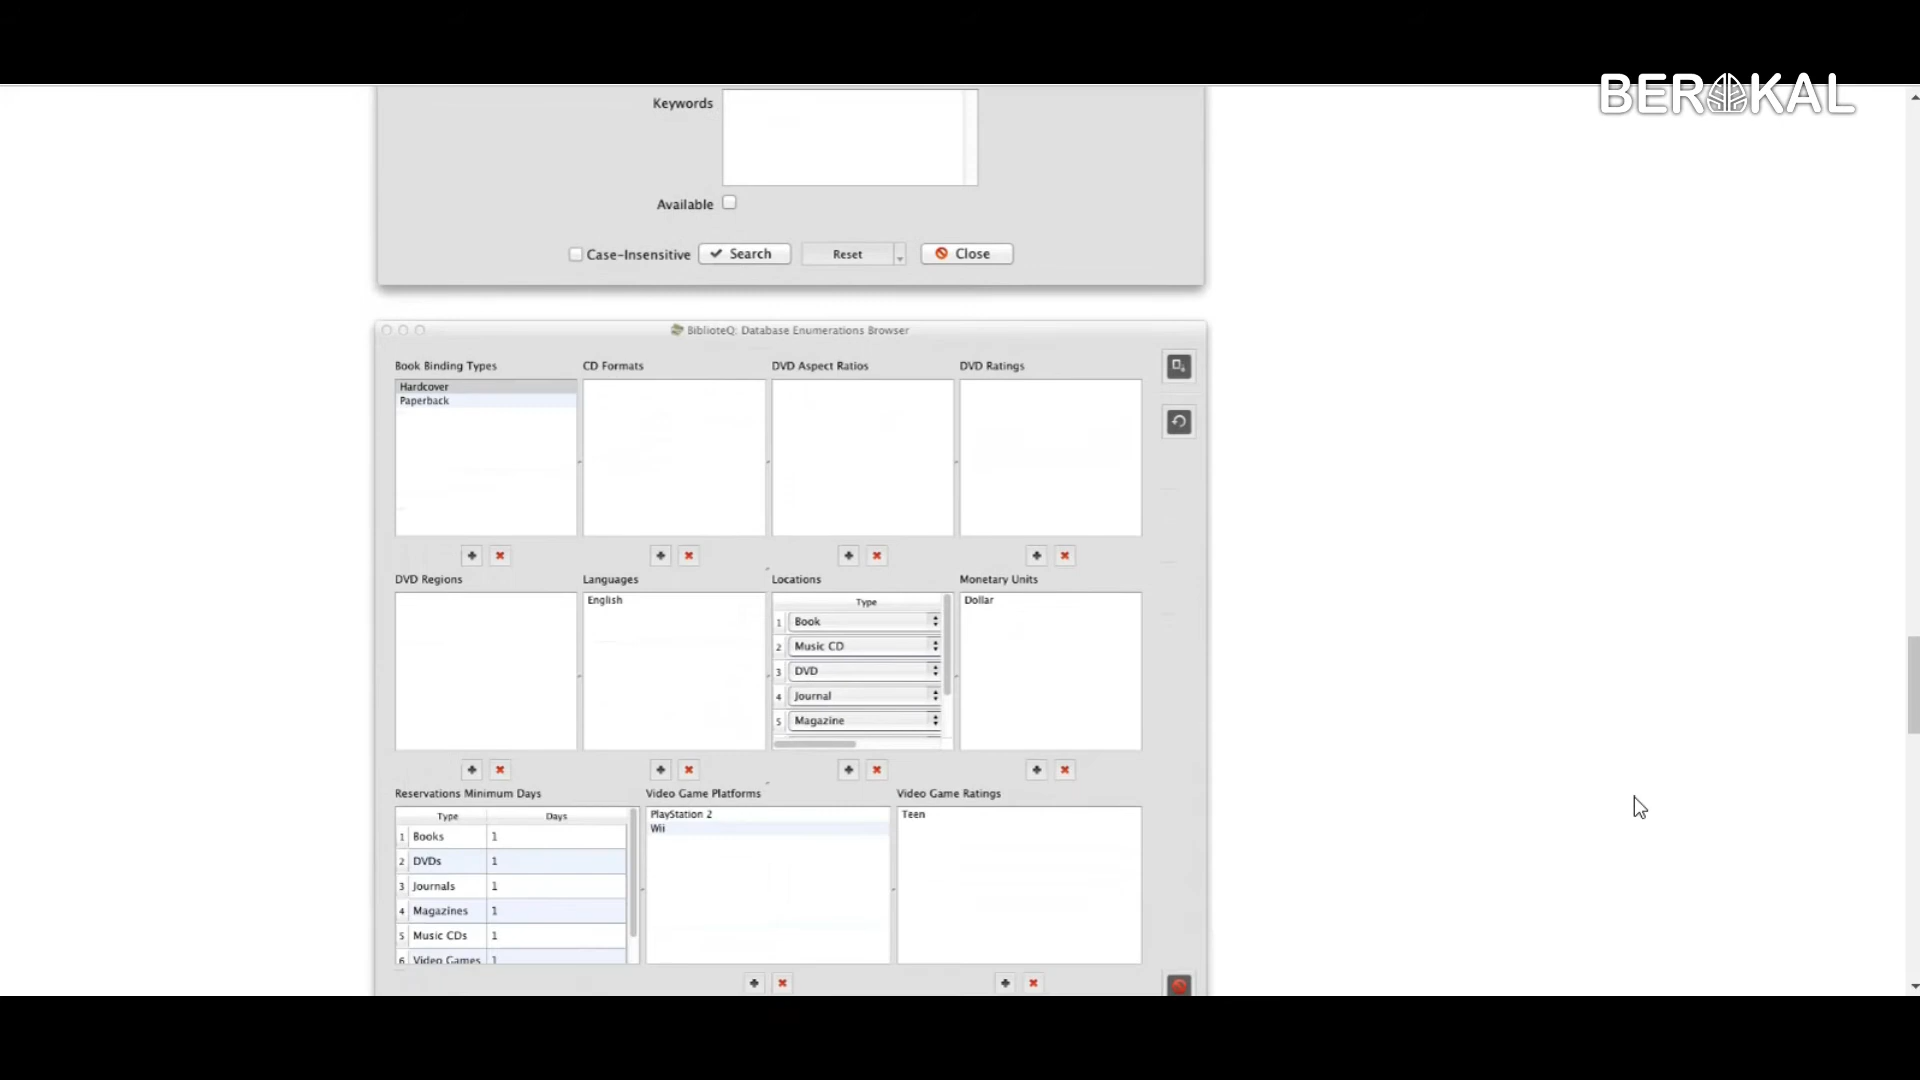 BEROKAL
Keywords
Available
Case-Insensitive Search Reset Close
BiblioteQ: Database Enumerations Browser
Book Binding Types CD Formats DVD Aspect Ratios DVD Ratings
Hardcover
Paperback
DVD Regions Languages Locations Monetary Units
English Type Dollar
1 Book
2 Music CD
3 DVD
4 Journal
5 Magazine
Reservations Minimum Days Video Game Platforms Video Game Ratings
Type Days PlayStation 2 Teen
Wii
1 Books 1
2 DVDs 1
3 Journals 1
4 Magazines 1
5 Music CDs 1
6 Video Games 1